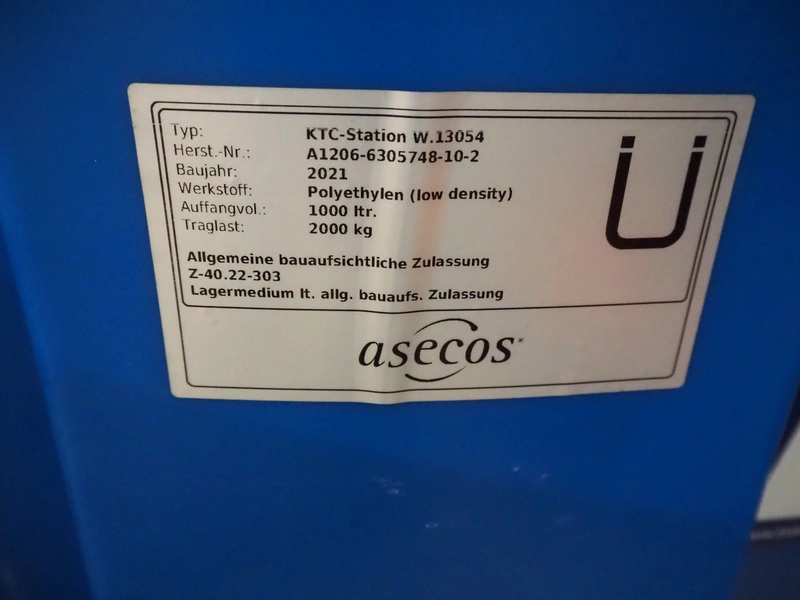 Typ: KTC-Station W.13054
Herst.-Nr.: A1206-6305748-10-2
Baujahr: 2021
Werkstoff: Polyethylen (low density)
Auffangvol.: 1000 ltr.
Traglast: 2000 kg
Ü
Allgemeine bauaufsichtliche Zulassung
Z-40.22-303
Lagermedium lt. allg. bauaufs. Zulassung
asecos®